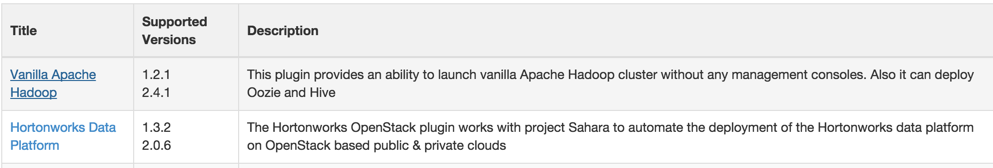 Title
Supported
Versions
Description
Vanilla Apache
Hadoop
1.2.1
2.4.1
This plugin provides an ability to launch vanilla Apache Hadoop cluster without any management consoles. Also it can deploy
Oozie and Hive
Hortonworks Data
Platform
1.3.2
2.0.6
The Hortonworks OpenStack plugin works with project Sahara to automate the deployment of the Hortonworks data platform
on OpenStack based public & private clouds